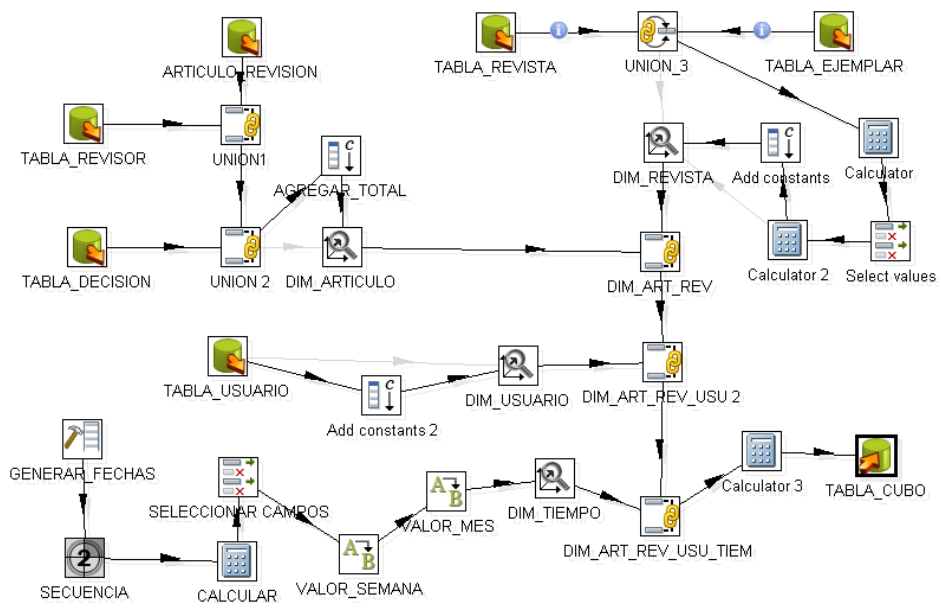 ARTICULO_REVISION
TABLA_REVISTA
UNION_3
TABLA_EJEMPLAR
TABLA_REVISOR
UNION1
AGREGAR_TOTAL
DIM_REVISTA
Add constants
Calculator
TABLA_DECISION
UNION 2
DIM_ARTICULO
DIM_ART_REV
Calculator 2
Select values
TABLA_USUARIO
Add constants 2
DIM_USUARIO
DIM_ART_REV_USU 2
GENERAR_FECHAS
SELECCIONAR CAMPOS
VALOR_MES
DIM_TIEMPO
Calculator 3
TABLA_CUBO
SECUENCIA
CALCULAR
VALOR_SEMANA
DIM_ART_REV_USU_TIEM